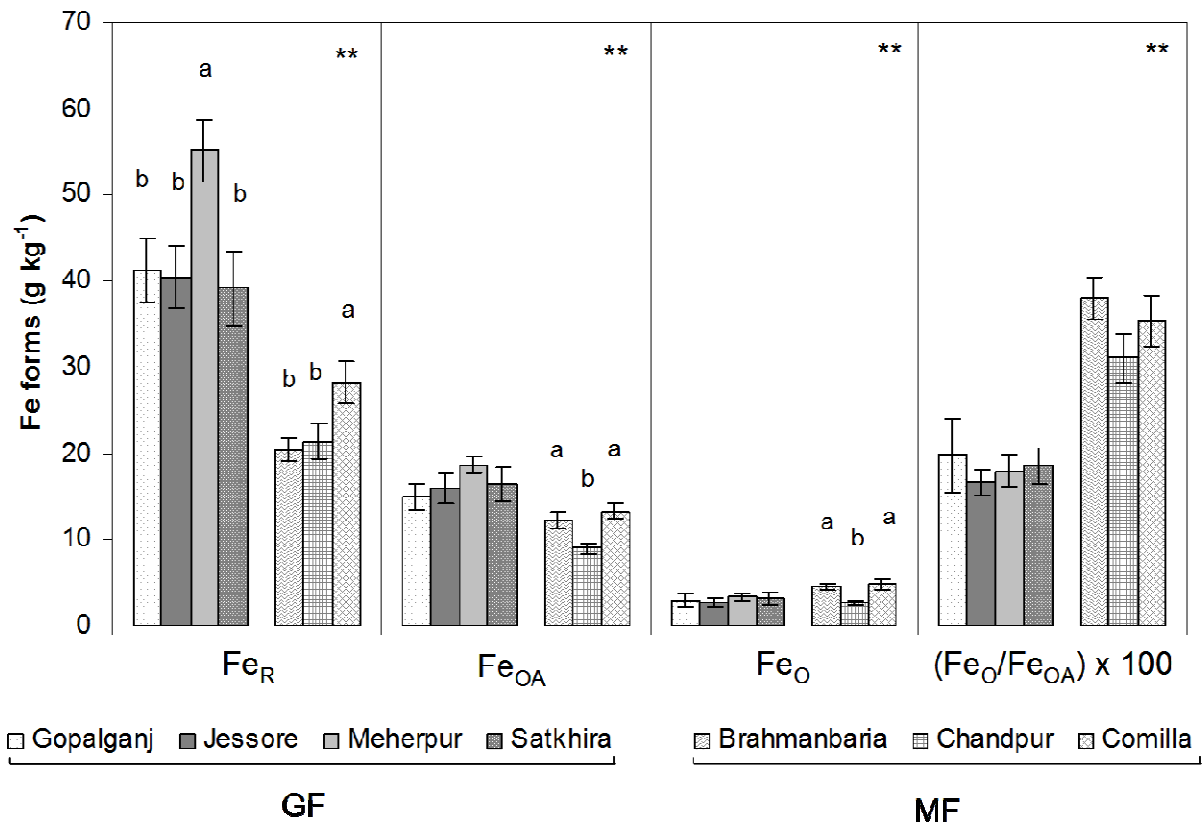 Fe forms (g kg-1)
70
60
50
40
30
20
10
0
** ** ** **
a
b b b
a
b b
a a
b
a a
b
FeR FeOA FeO (FeO/FeOA) x 100
Gopalganj Jessore Meherpur Satkhira Brahmanbaria Chandpur Comilla
GF MF